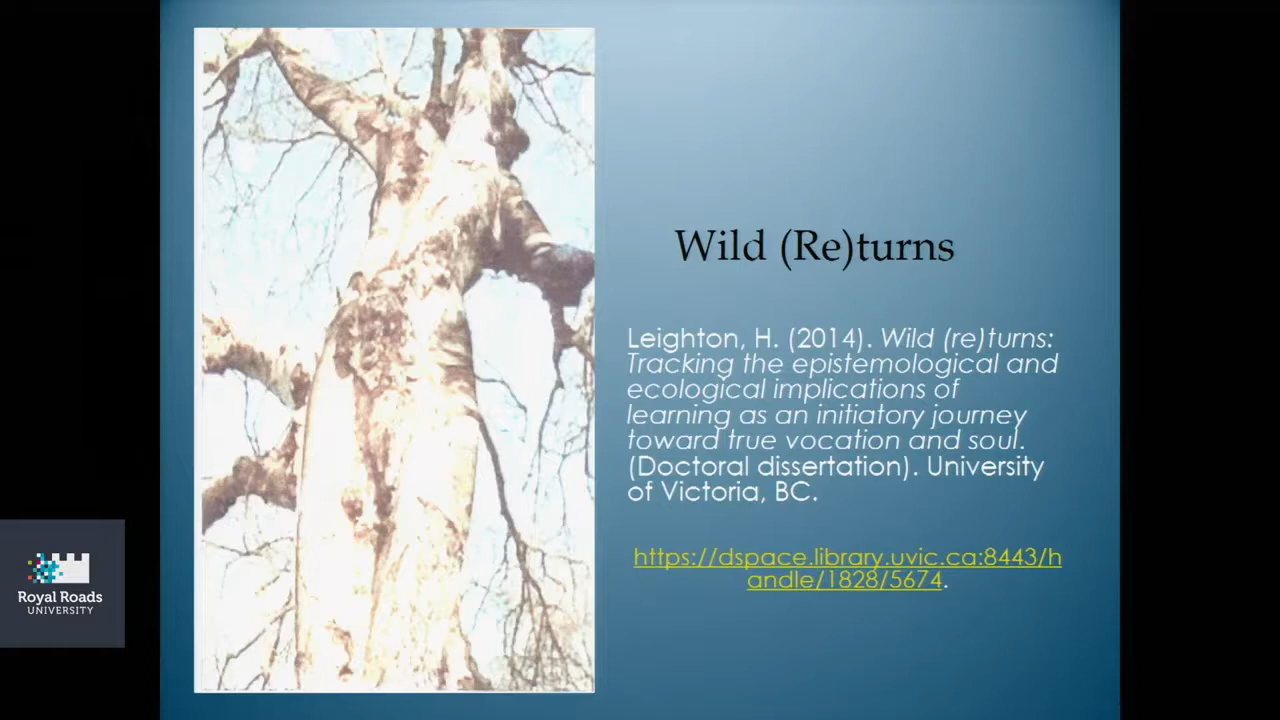 Wild (Re)turns
Leighton, H. (2014). Wild (re)turns:
Tracking the epistemological and
ecological implications of
learning as an initiatory journey
toward true vocation and soul.
(Doctoral dissertation). University
of Victoria, BC.
https://dspace.library.uvic.ca:8443/h
andle/1828/5674.
Royal Roads
UNIVERSITY